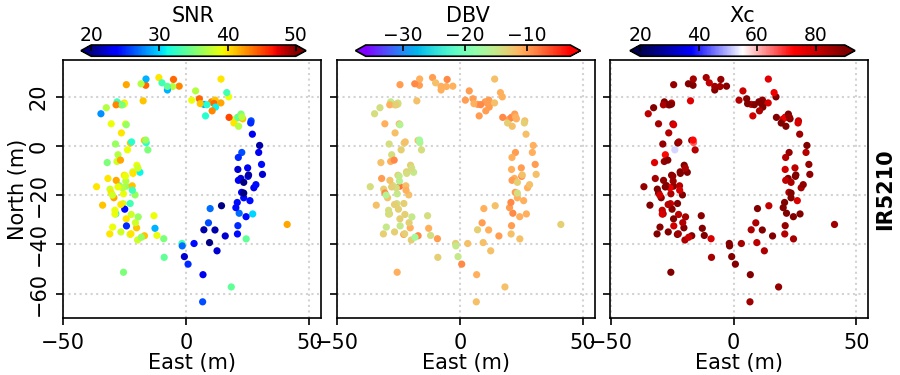 SNR DBV Xc
20 30 40 50 −30 −20 −10 20 40 60 80
20
0
−20
−40
−60
North (m)
−50 0 50 −50 0 50 −50 0 50
East (m) East (m) East (m)
IR5210